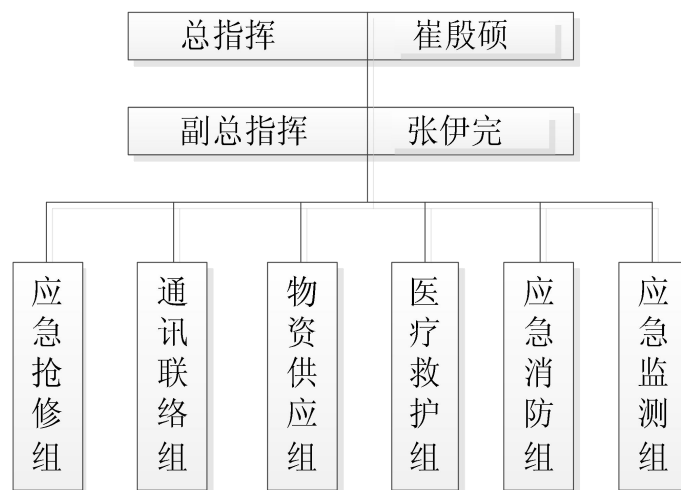 总指挥 崔殷硕
副总指挥 张伊完
应急抢修组
通讯联络组
物资供应组
医疗救护组
应急消防组
应急监测组